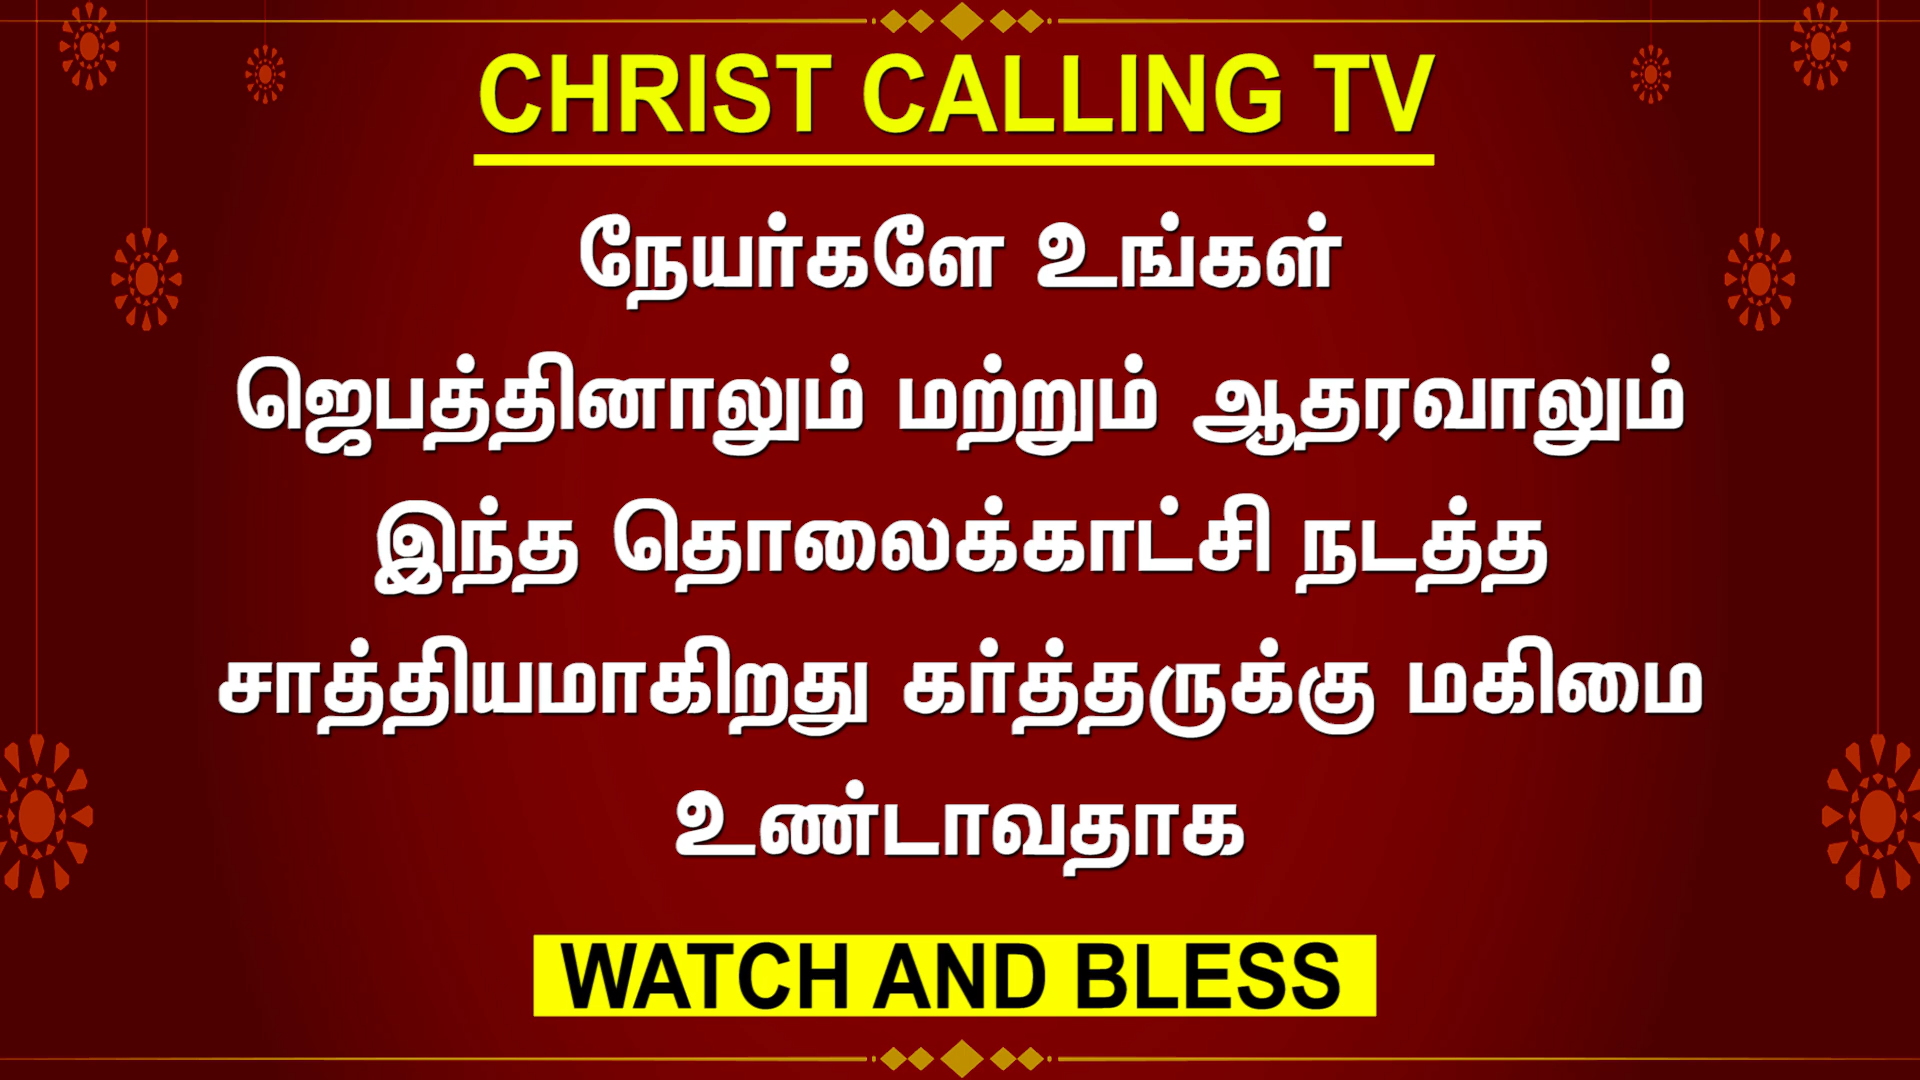 CHRIST CALLING TV
நேயர்களே உங்கள்
ஜெபத்தினாலும் மற்றும் ஆதரவாலும்
இந்த தொலைக்காட்சி நடத்த
சாத்தியமாகிறது கர்த்தருக்கு மகிமை
உண்டாவதாக
WATCH AND BLESS